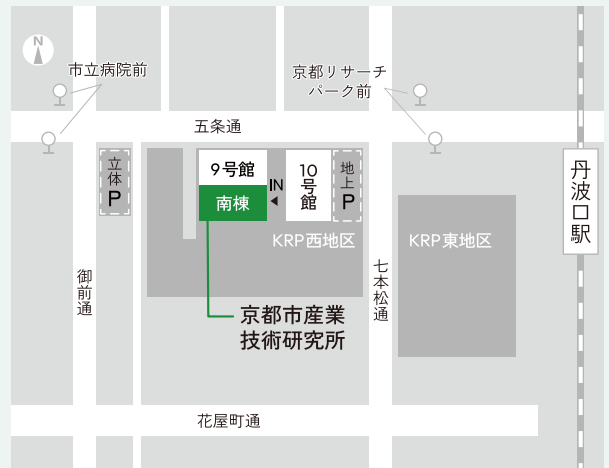 N
市立病院前
京都リサーチ
パーク前
五条通
立体
P
9号館
南棟
IN
10
号
館
地上
P
丹波口駅
KRP西地区
KRP東地区
御前通
七本松通
京都市産業
技術研究所
花屋町通